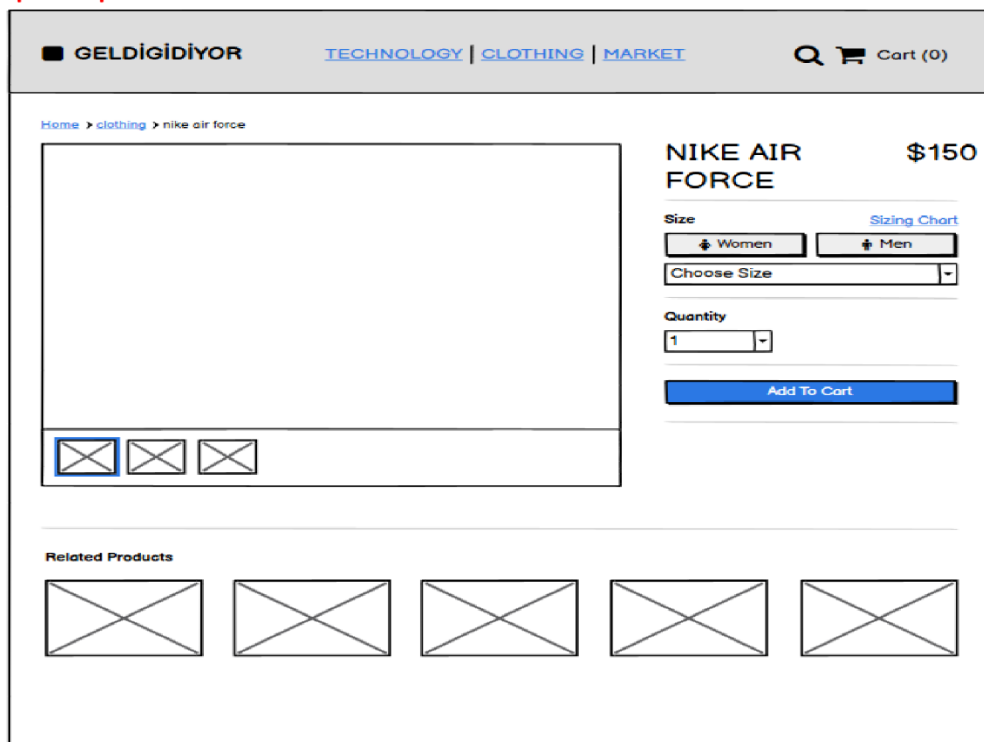 GELDİGİDİYOR TECHNOLOGY | CLOTHING | MARKET Cart (0)
Home > clothing > nike air force
NIKE AIR FORCE $150
Size Sizing Chart
Women Men
Choose Size
Quantity
1
Add To Cart
Related Products